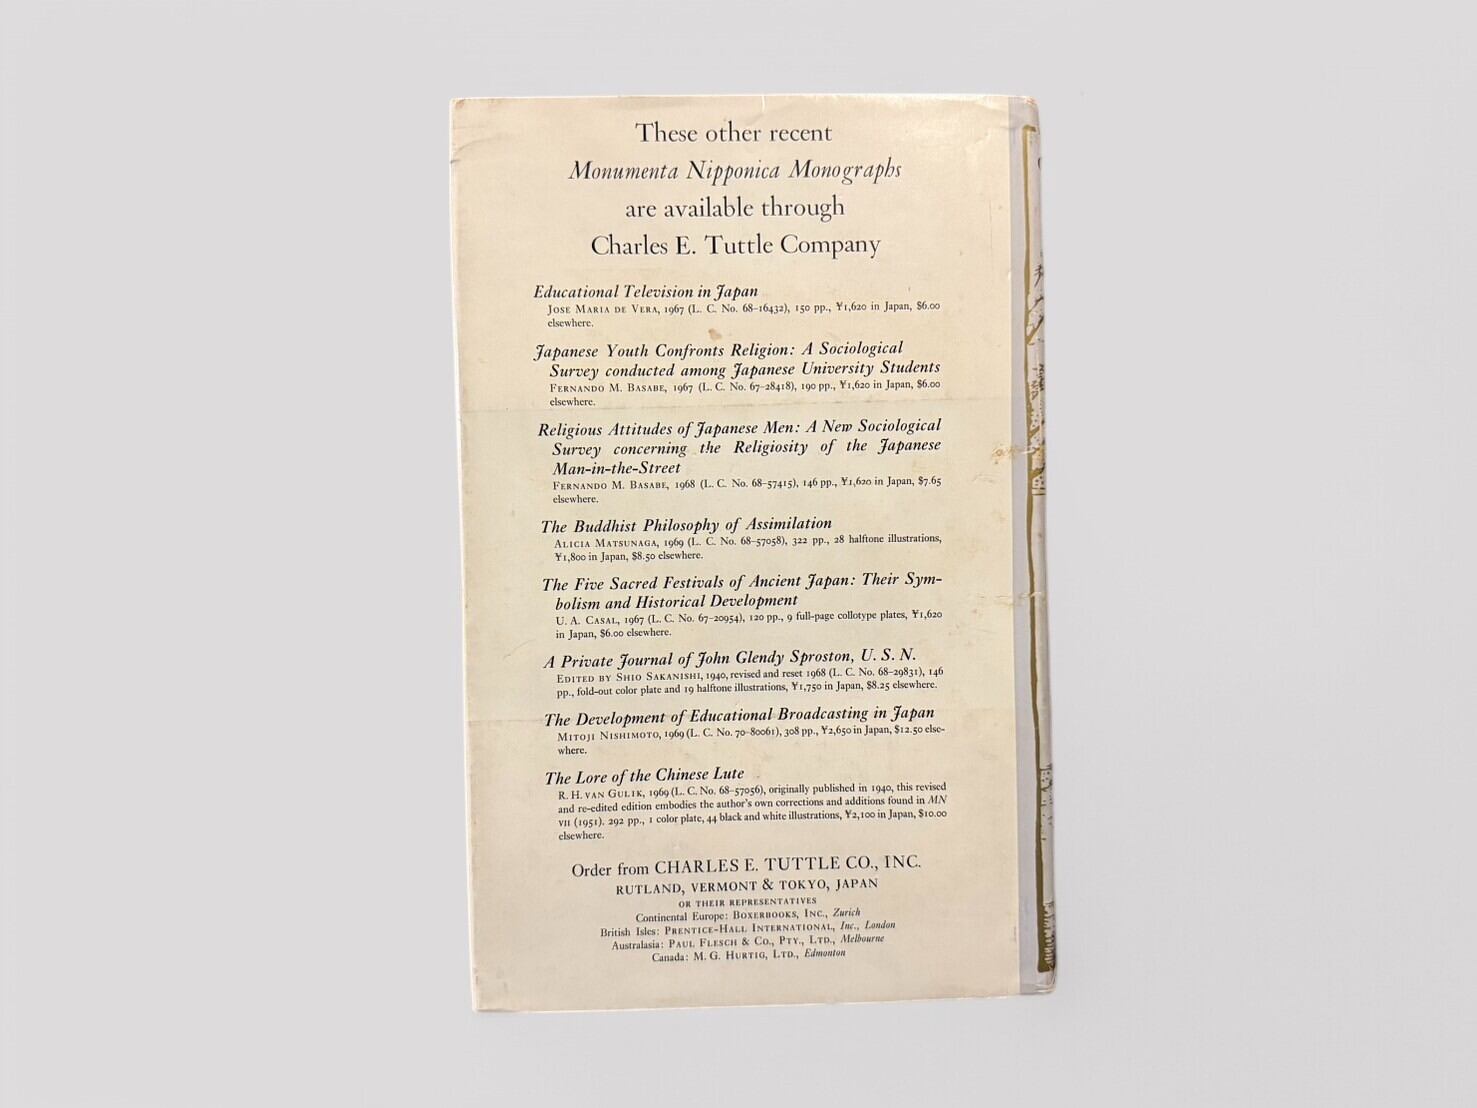 These other recent
Monumenta Nipponica Monographs
are available through
Charles E. Tuttle Company
Educational Television in Japan
JOSE MARIA DE VERA, 1967 (L. C. No. 68–16432), 150 pp., ¥1,620 in Japan, $6.00
elsewhere.
Japanese Youth Confronts Religion: A Sociological
Survey conducted among Japanese University Students
FERNANDO M. BASABE, 1967 (L. C. No. 67–28418), 190 pp., ¥1,620 in Japan, $6.00
elsewhere.
Religious Attitudes of Japanese Men: A New Sociological
Survey concerning the Religiosity of the Japanese
Man-in-the-Street
FERNANDO M. BASABE, 1968 (L. C. No. 68–57415), 146 pp., ¥1,620 in Japan, $7.65
elsewhere.
The Buddhist Philosophy of Assimilation
ALICIA MATSUNAGA, 1969 (L. C. No. 68–57058), 322 pp., 28 halftone illustrations,
¥1,800 in Japan, $8.50 elsewhere.
The Five Sacred Festivals of Ancient Japan: Their Sym-
bolism and Historical Development
U. A. CASAL, 1967 (L. C. No. 67–20954), 120 pp., 9 full-page collotype plates, ¥1,620
in Japan, $6.00 elsewhere.
A Private Journal of John Glendy Sproston, U. S. N.
EDITED BY SHIO SAKANISHI, 1940, revised and reset 1968 (L. C. No. 68–29831), 146
pp., fold-out color plate and 19 halftone illustrations, ¥1,750 in Japan, $8.25 elsewhere.
The Development of Educational Broadcasting in Japan
MITOJI NISHIMOTO, 1969 (L. C. No. 70–80061), 308 pp., ¥2,650 in Japan, $12.50 else-
where.
The Lore of the Chinese Lute
R. H. VAN GULIK, 1969 (L. C. No. 68–57056), originally published in 1940, this revised
and re-edited edition embodies the author's own corrections and additions found in MN
VII (1951). 292 pp., 1 color plate, 44 black and white illustrations, ¥2,100 in Japan, $10.00
elsewhere.
Order from CHARLES E. TUTTLE CO., INC.
RUTLAND, VERMONT & TOKYO, JAPAN
OR THEIR REPRESENTATIVES
Continental Europe: BOXERBOOKS, INC., Zurich
British Isles: PRENTICE-HALL INTERNATIONAL, Inc., London
Australasia: PAUL FLESCH & CO., PTY., LTD., Melbourne
Canada: M. G. HURTIG, LTD., Edmonton